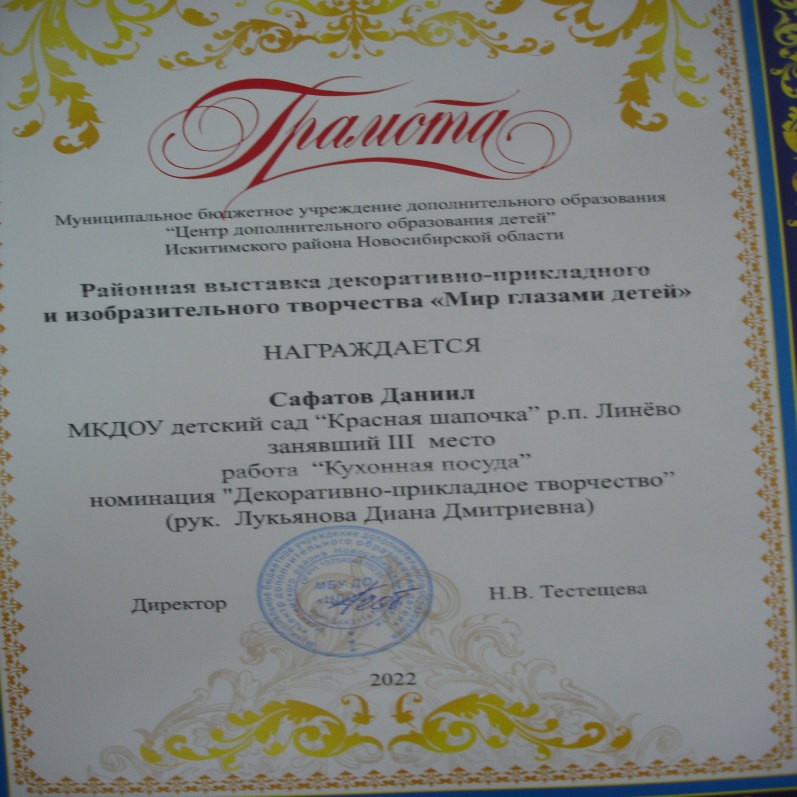 Грамота
Муниципальное бюджетное учреждение дополнительного образования
“Центр дополнительного образования детей”
Искитимского района Новосибирской области
Районная выставка декоративно-прикладного
и изобразительного творчества «Мир глазами детей»
НАГРАЖДАЕТСЯ
Сафатов Даниил
МКДОУ детский сад “Красная шапочка” р.п. Линёво
занявший III место
работа “Кухонная посуда”
номинация "Декоративно-прикладное творчество”
(рук. Лукьянова Диана Дмитриевна)
МБУ ДО
Директор
Н.В. Тестещева
2022